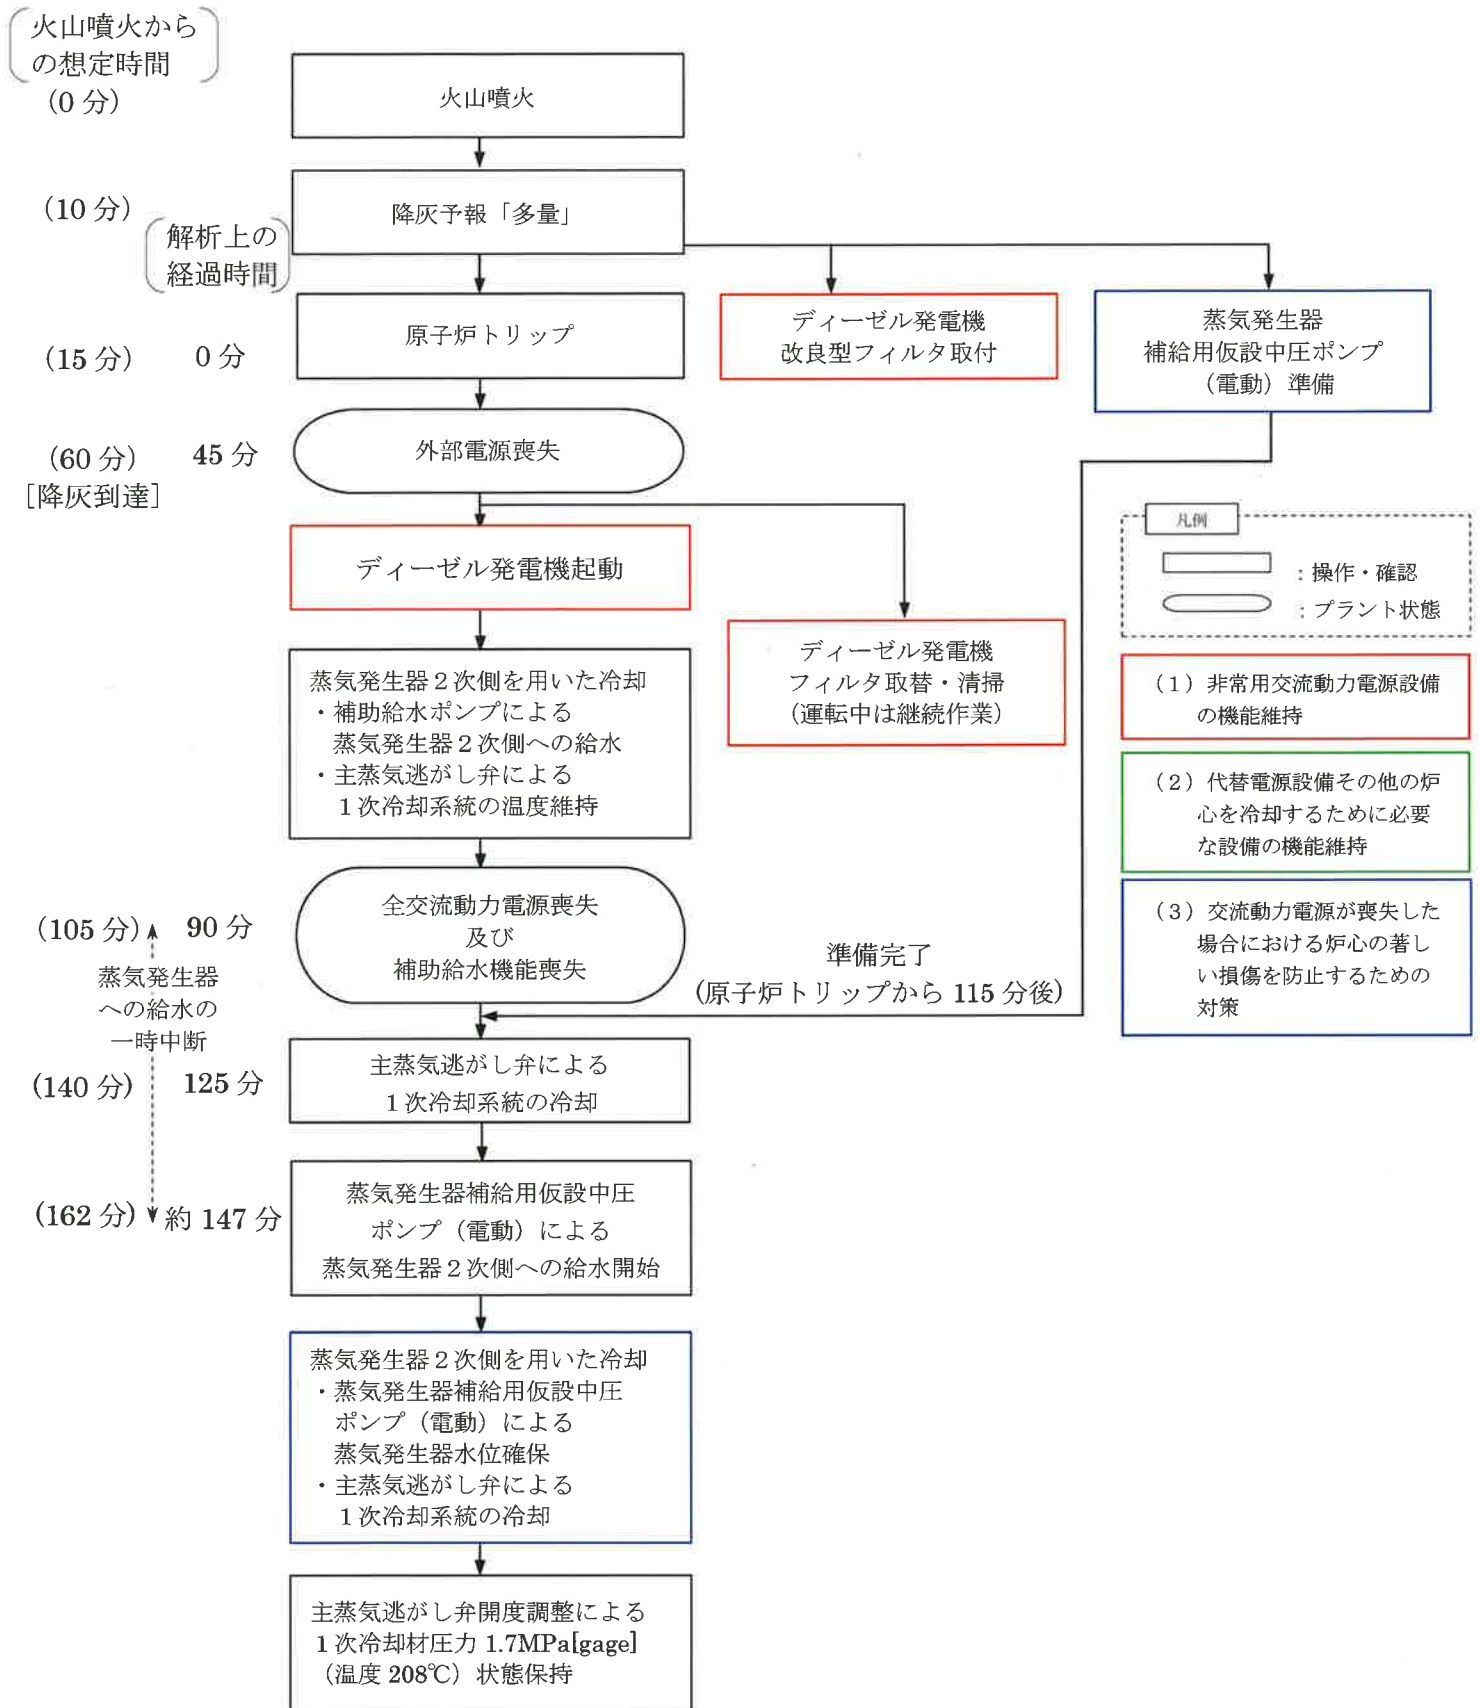 火山噴火から
の想定時間
(0 分)
火山噴火
(10 分)
降灰予報「多量」
解析上の
経過時間
(15 分)
0 分
原子炉トリップ
ディーゼル発電機
改良型フィルタ取付
蒸気発生器
補給用仮設中圧ポンプ
（電動）準備
(60 分)
45 分
[降灰到達]
外部電源喪失
凡例
：操作・確認
：プラント状態
ディーゼル発電機起動
ディーゼル発電機
フィルタ取替・清掃
(運転中は継続作業)
（１）非常用交流動力電源設備
の機能維持
（２）代替電源設備その他の炉
心を冷却するために必要
な設備の機能維持
（３）交流動力電源が喪失した
場合における炉心の著し
い損傷を防止するための
対策
蒸気発生器２次側を用いた冷却
・補助給水ポンプによる
蒸気発生器２次側への給水
・主蒸気逃がし弁による
１次冷却系統の温度維持
(105 分)
90 分
全交流動力電源喪失
及び
補助給水機能喪失
蒸気発生器
への給水の
一時中断
準備完了
(原子炉トリップから 115 分後)
(140 分)
125 分
主蒸気逃がし弁による
１次冷却系統の冷却
(162 分)
約 147 分
蒸気発生器補給用仮設中圧
ポンプ（電動）による
蒸気発生器２次側への給水開始
蒸気発生器２次側を用いた冷却
・蒸気発生器補給用仮設中圧
ポンプ（電動）による
蒸気発生器水位確保
・主蒸気逃がし弁による
１次冷却系統の冷却
主蒸気逃がし弁開度調整による
１次冷却材圧力 1.7MPa[gage]
（温度 208℃）状態保持